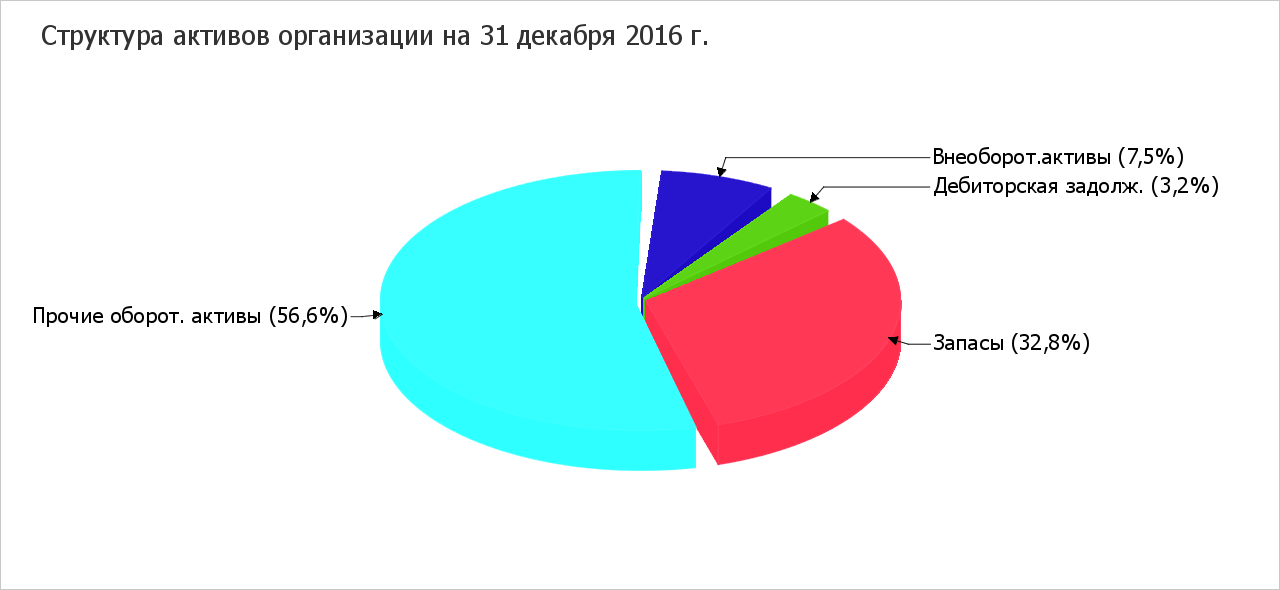 Структура активов организации на 31 декабря 2016 г.
Внеоборот.активы (7,5%)
Дебиторская задолж. (3,2%)
Прочие оборот. активы (56,6%)
Запасы (32,8%)